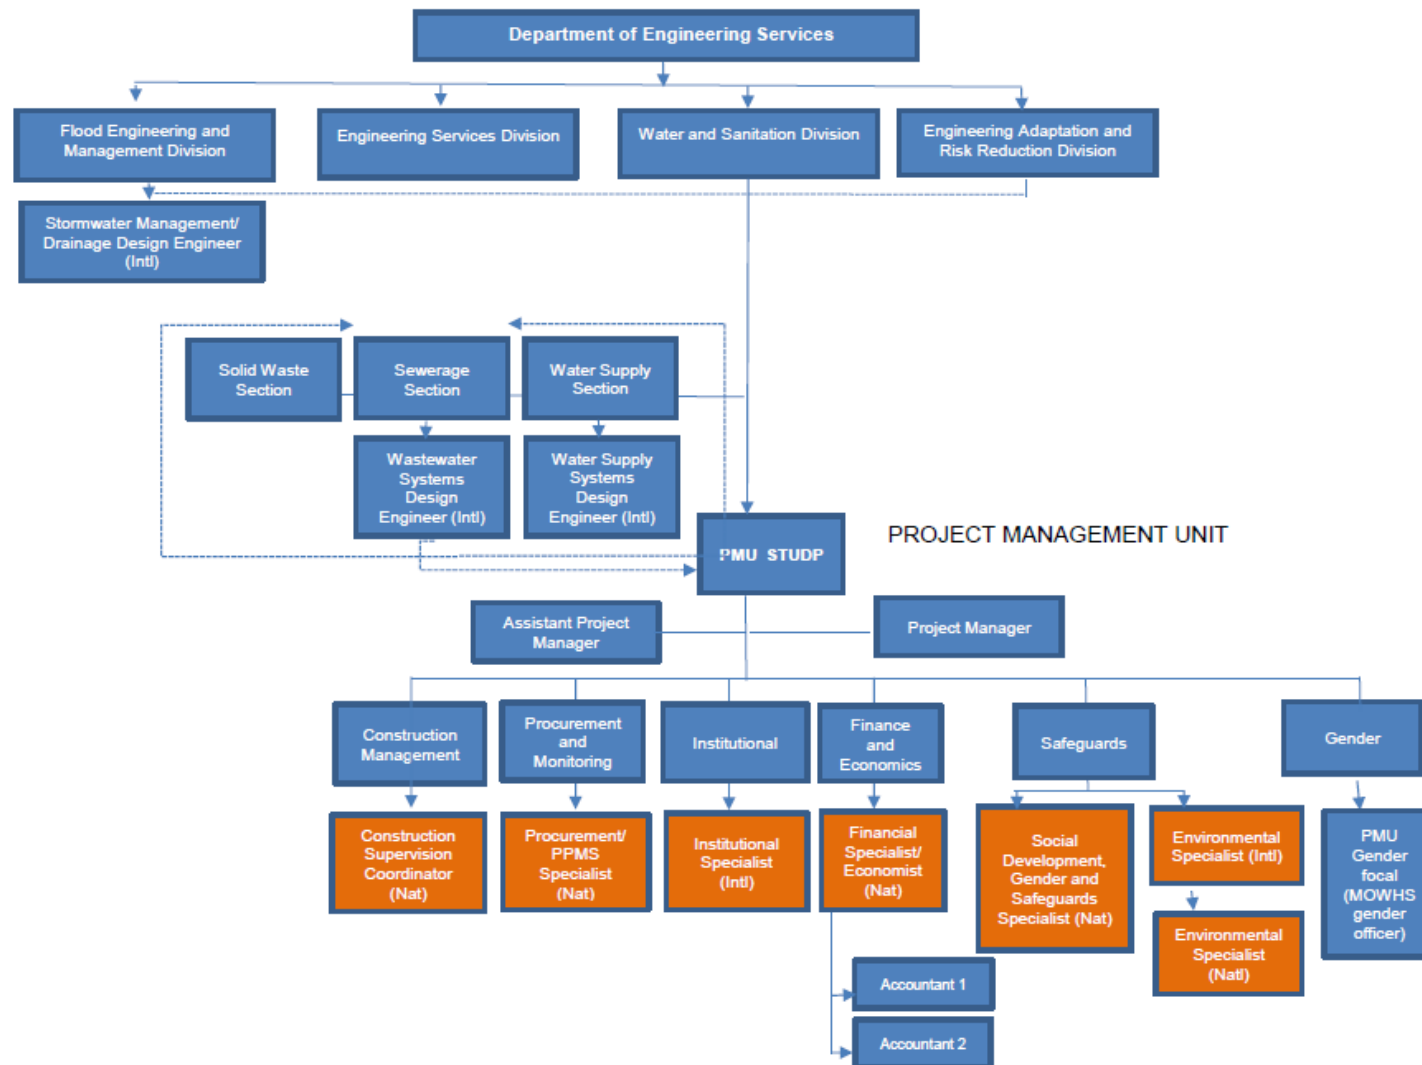 Department of Engineering Services
Flood Engineering and
Management Division
Engineering Services Division
Water and Sanitation Division
Engineering Adaptation and
Risk Reduction Division
Stormwater Management/
Drainage Design Engineer
(Intl)
Solid Waste
Section
Sewerage
Section
Water Supply
Section
Wastewater
Systems
Design
Engineer (Intl)
Water Supply
Systems
Design
Engineer (Intl)
PMU STUDP
PROJECT MANAGEMENT UNIT
Assistant Project
Manager
Project Manager
Construction
Management
Procurement
and
Monitoring
Institutional
Finance
and
Economics
Safeguards
Gender
Construction
Supervision
Coordinator
(Nat)
Procurement/
PPMS
Specialist
(Nat)
Institutional
Specialist
(Intl)
Financial
Specialist/
Economist
(Nat)
Social
Development,
Gender and
Safeguards
Specialist (Nat)
Environmental
Specialist (Intl)
Environmental
Specialist
(Natl)
PMU
Gender
focal
(MOWHS
gender
officer)
Accountant 1
Accountant 2